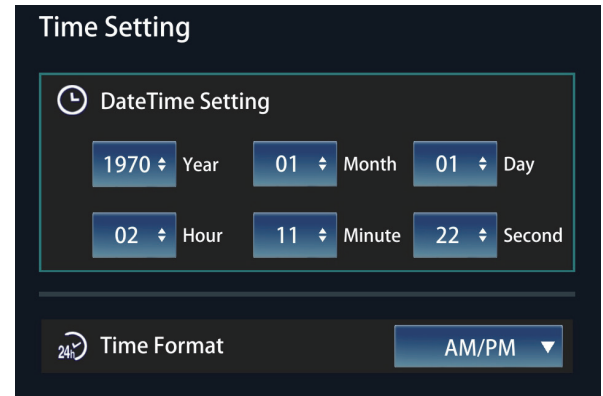 Time Setting
DateTime Setting
1970 Year 01 Month 01 Day
02 Hour 11 Minute 22 Second
24h Time Format AM/PM